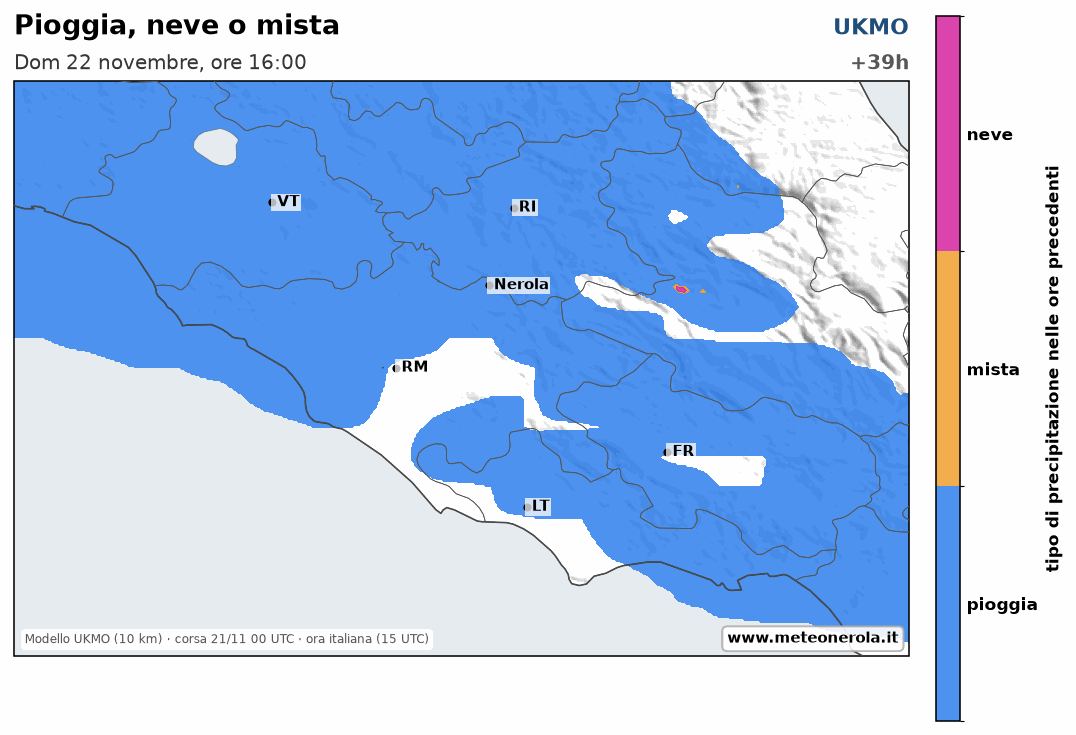 Pioggia, neve o mista
UKMO
Dom 22 novembre, ore 16:00
+39h
neve
mista
pioggia
tipo di precipitazione nelle ore precedenti
VT
RI
Nerola
RM
FR
LT
Modello UKMO (10 km) · corsa 21/11 00 UTC · ora italiana (15 UTC)
www.meteonerola.it